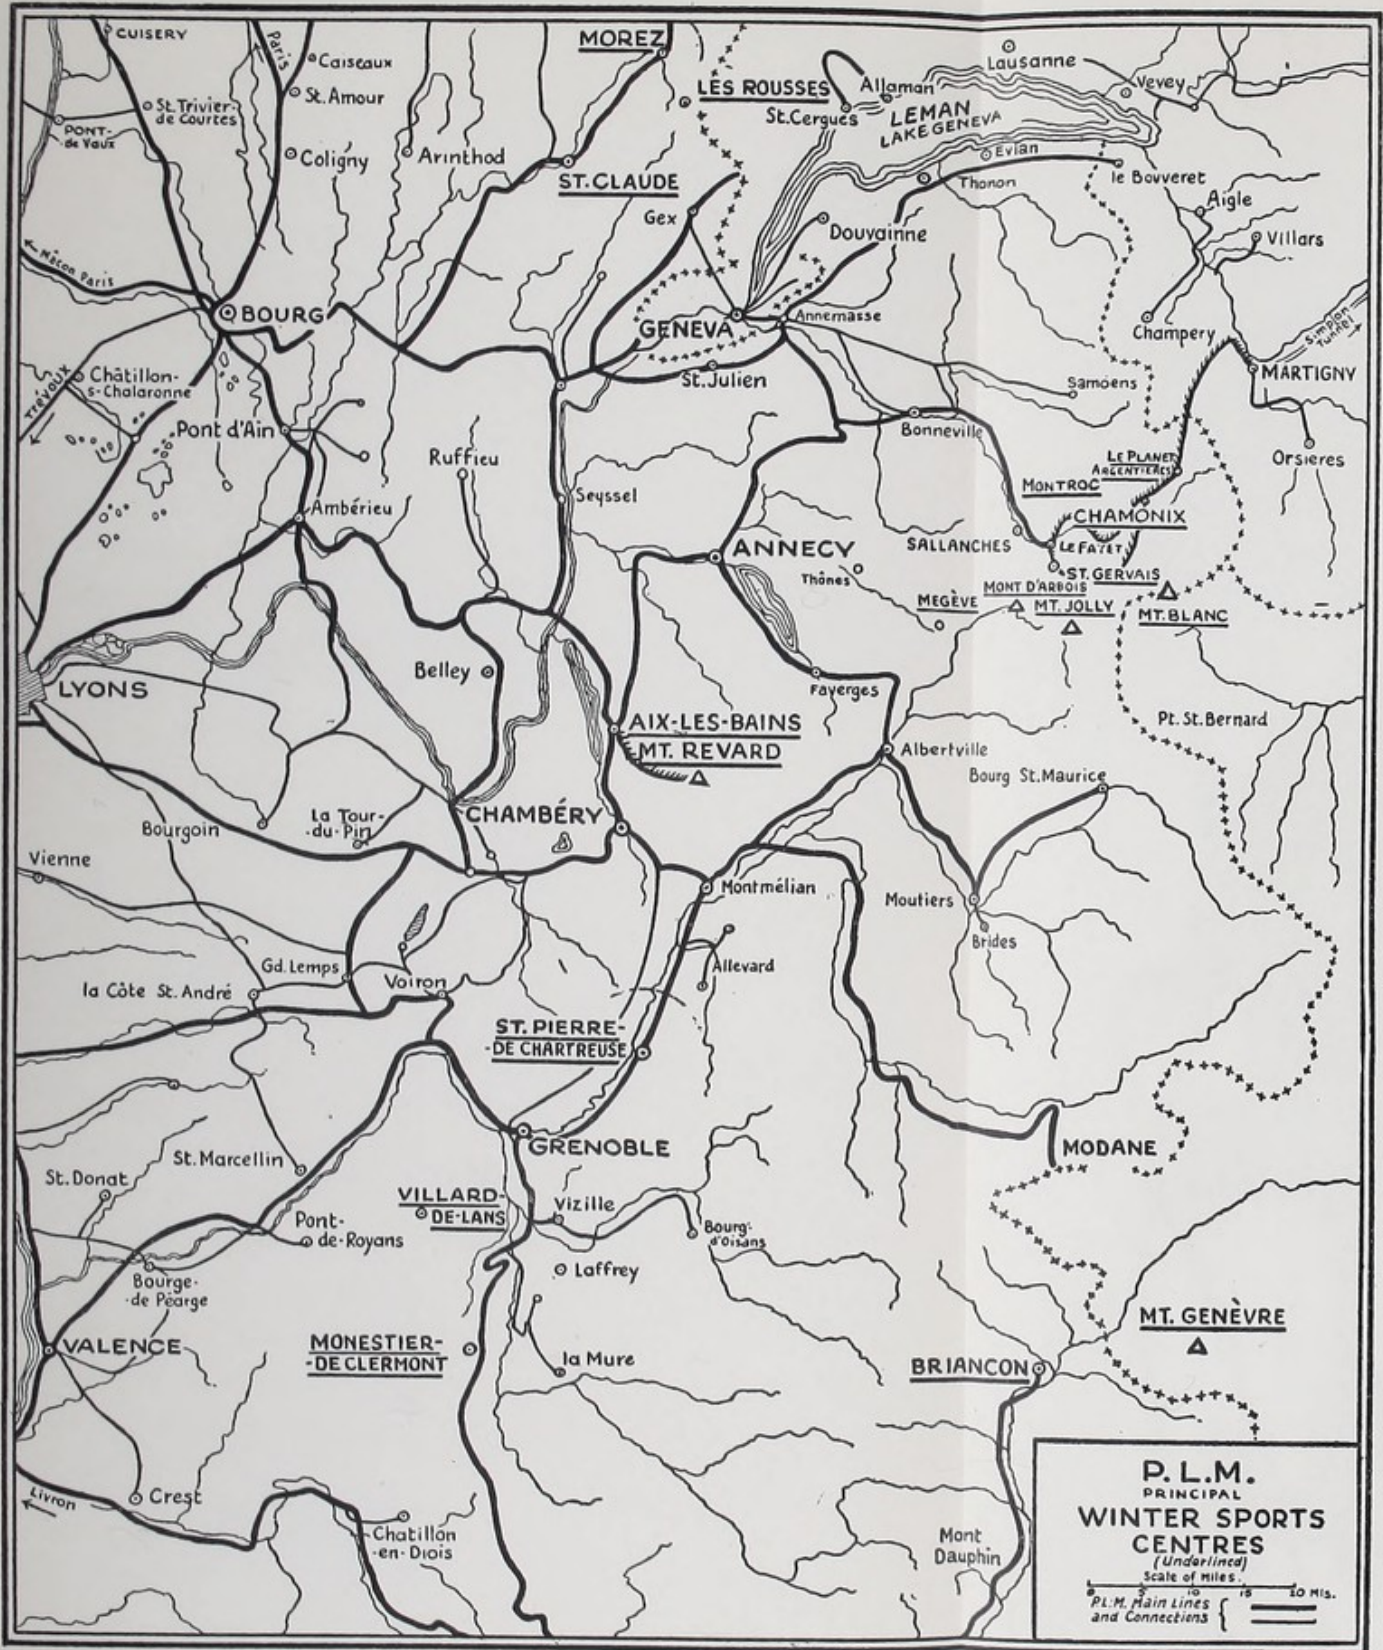 CUISERY
Paris
Caiseaux
MOREZ
Lausanne
St. Amour
LES ROUSSES
Allaman
Vevey
St. Trivier-
de Courtes
St. Cergues
LEMAN
LAKE GENEVA
PONT-
de Vaux
Coligny
Arinthod
Evian
ST. CLAUDE
Thonon
le Bouveret
Gex
Aigle
Douvainne
Villars
Mâcon Paris
BOURG
GENEVA
Annemasse
Champery
Simplon
Tunnel
Trévoux
Châtillon-
s-Chalaronne
St. Julien
Samoens
MARTIGNY
Pont d'Ain
Bonneville
Ruffieu
LE PLANET
ARGENTIÈRES
Orsieres
MONTROC
Ambérieu
Seyssel
CHAMONIX
SALLANCHES
LE FAYET
ANNECY
Thônes
ST. GERVAIS
MONT D'ARBOIS
MEGÈVE
MT. JOLLY
MT. BLANC
Belley
LYONS
Fayerges
AIX-LES-BAINS
Pt. St. Bernard
MT. REVARD
Albertville
Bourg St. Maurice
La Tour-
-du-Pin
CHAMBÉRY
Bourgoin
Vienne
Montmélian
Moutiers
Brides
Gd. Lemps
Allevard
la Côte St. André
Voiron
ST. PIERRE-
-DE CHARTREUSE
GRENOBLE
MODANE
St. Marcellin
St. Donat
VILLARD-
DE-LANS
Vizille
Pont-
de-Royans
Bourg-
d'Oisans
Laffrey
Bourge-
-de Péarge
VALENCE
MONESTIER-
-DE CLERMONT
la Mure
MT. GENÈVRE
BRIANCON
Livron
Crest
Chatillon
-en-Diois
Mont
Dauphin
P.L.M.
PRINCIPAL
WINTER SPORTS
CENTRES
(Underlined)
Scale of Miles.
0 5 10 15 20 Mls.
P.L.M. Main Lines
and Connections {